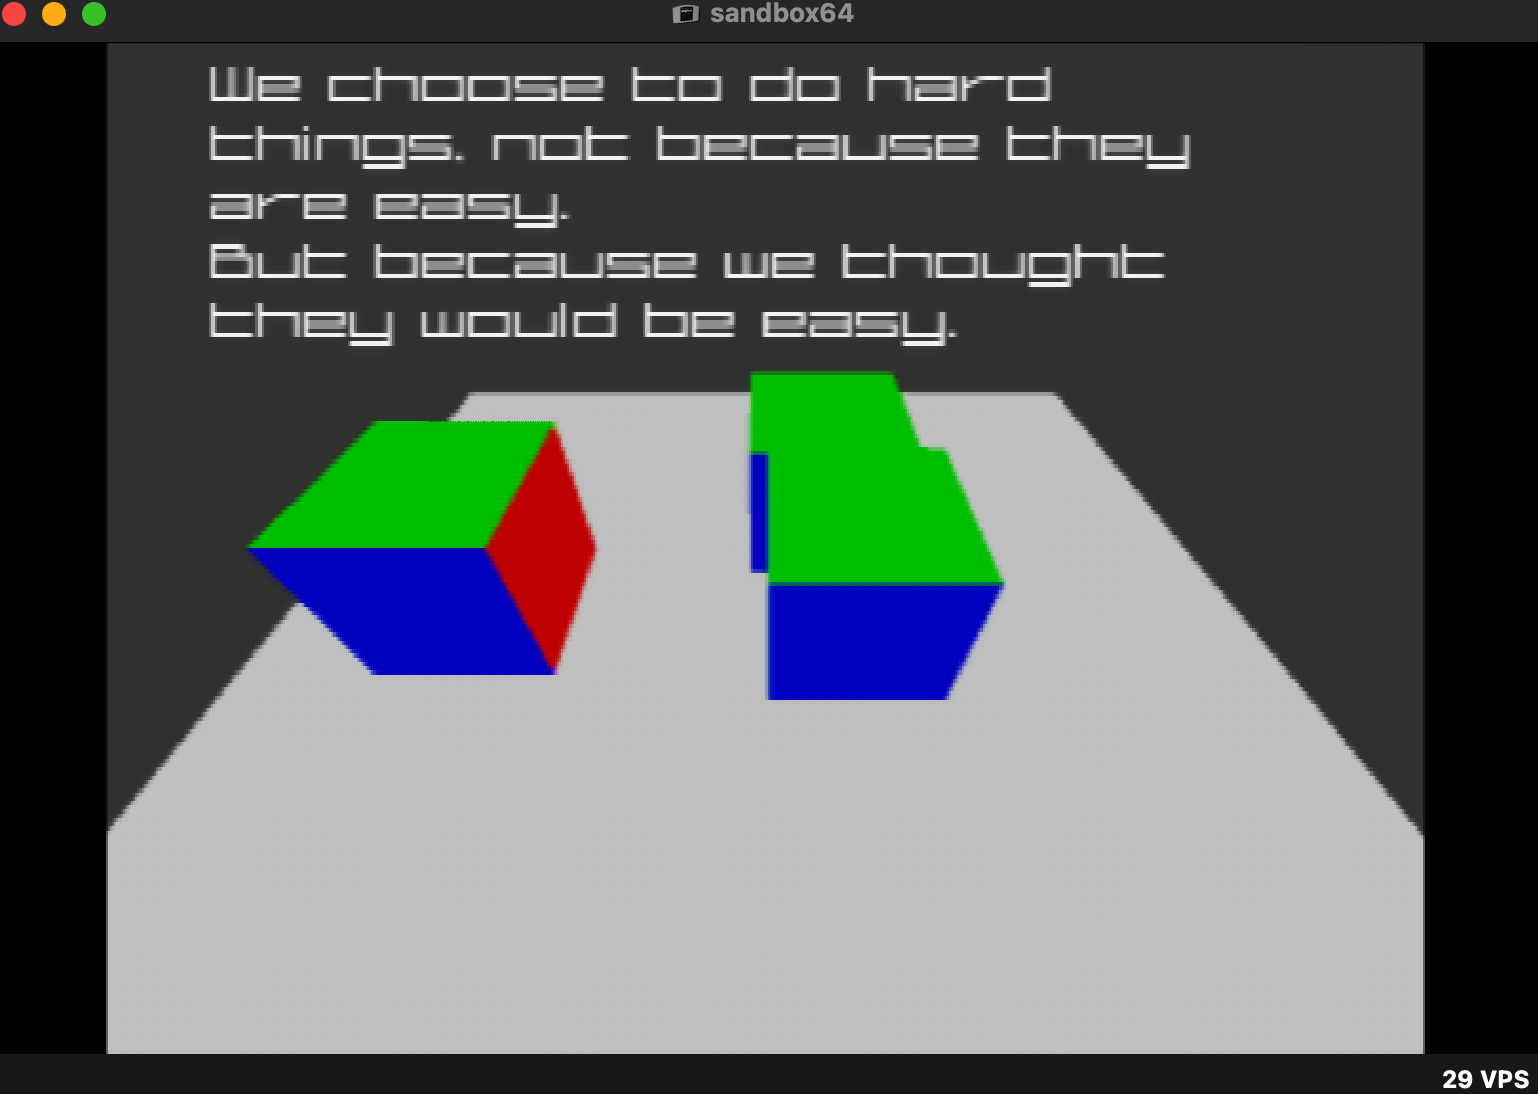 sandbox64
We choose to do hard
things, not because they
are easy.
But because we thought
they would be easy.
29 VPS